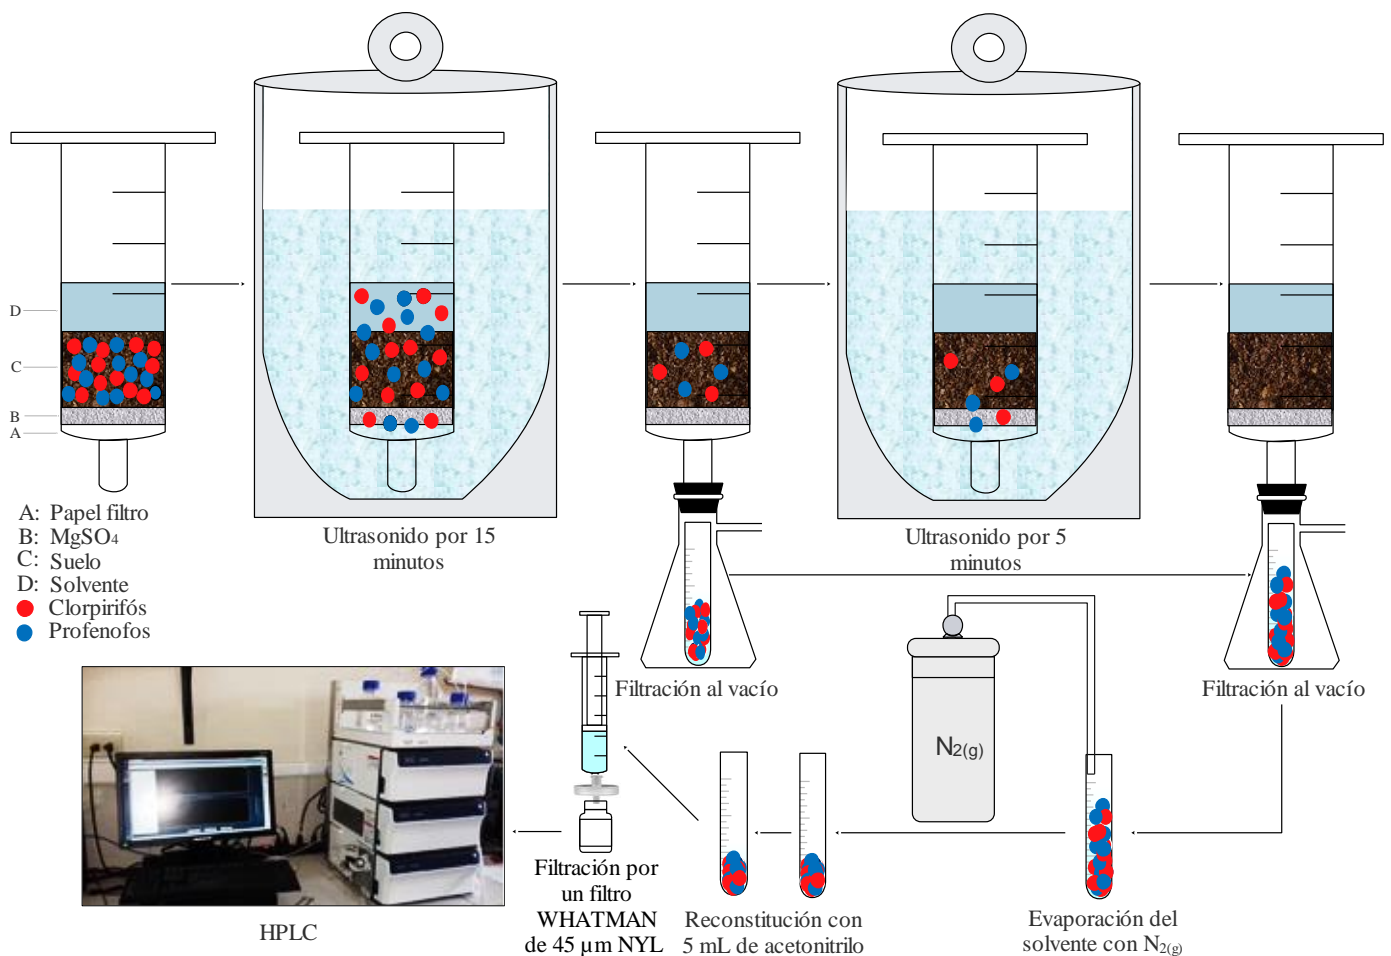 D
C
B
A
A: Papel filtro
B: MgSO4
C: Suelo
D: Solvente
Clorpirifós
Profenofos
Ultrasonido por 15
minutos
Ultrasonido por 5
minutos
Filtración al vacío
Filtración al vacío
N2(g)
HPLC
Filtración por
un filtro
WHATMAN
de 45 µm NYL
Reconstitución con
5 mL de acetonitrilo
Evaporación del
solvente con N2(g)